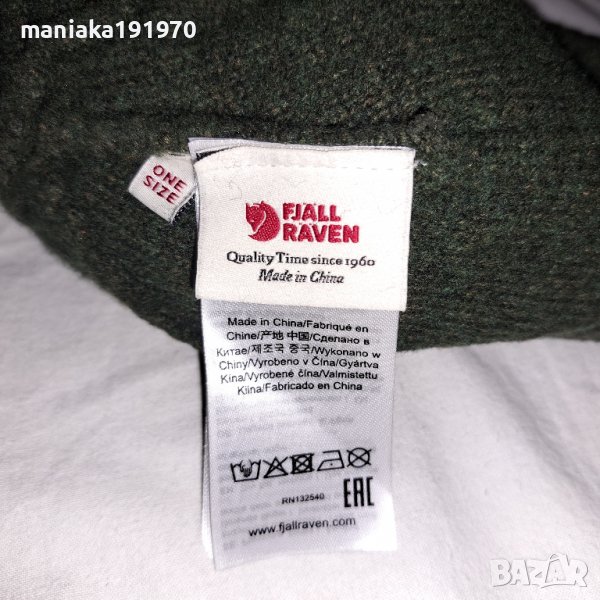 maniaka191970
ONE
SIZE
FJÄLL
RÄVEN
Quality Time since 1960
Made in China
Made in China/Fabriqué en
Chine/产地 中国/Сделано в
Китае/제조국 중국/Wykonano w
Chiny/Vyrobeno v Čína/Gyártva
Kína/Vyrobené čína/Valmistettu
Kiina/Fabricado en China
RN132540
EAC
www.fjallraven.com
BAZÁR